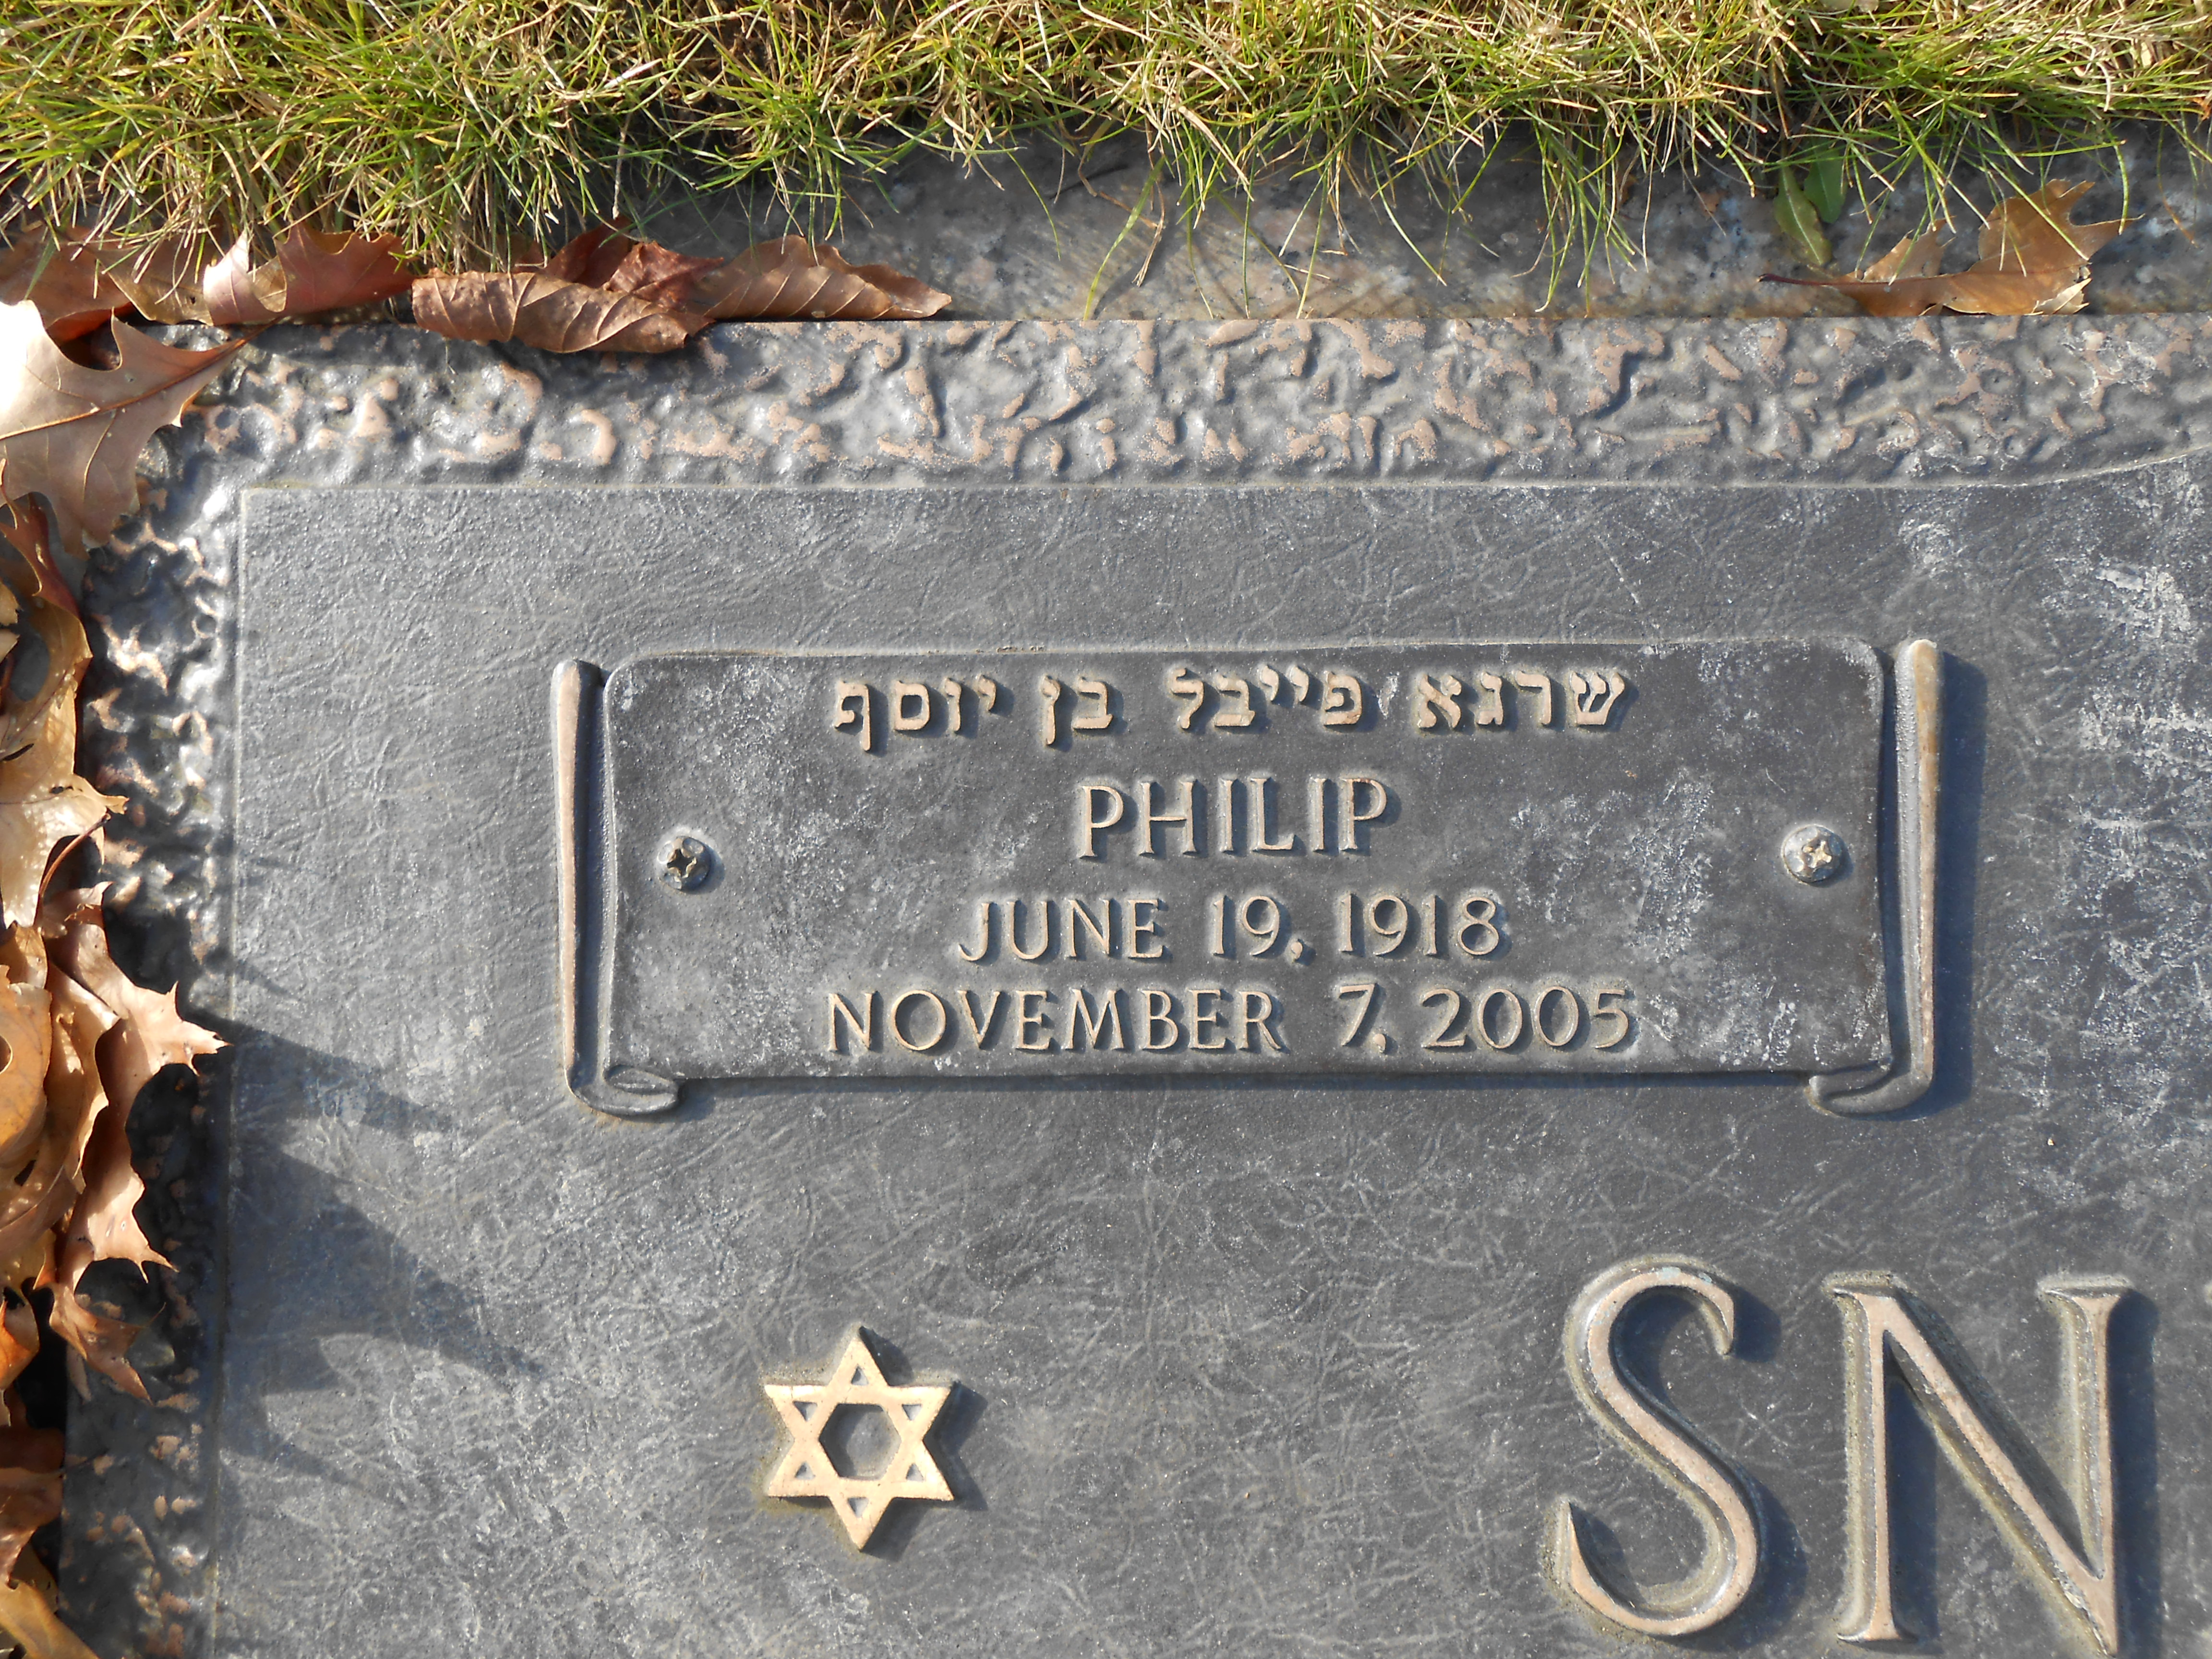 שרגא פייבל בן יוסף
PHILIP
JUNE 19, 1918
NOVEMBER 7, 2005
SN